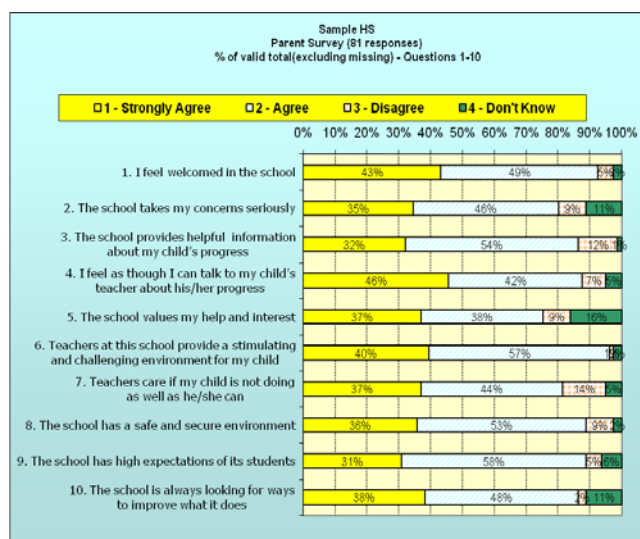 Sample HS
Parent Survey (81 responses)
% of valid total(excluding missing) - Questions 1-10
1 - Strongly Agree 2 - Agree 3 - Disagree 4 - Don't Know
0% 10% 20% 30% 40% 50% 60% 70% 80% 90% 100%
1. I feel welcomed in the school 43% 49% 5%
2. The school takes my concerns seriously 35% 46% 9% 11%
3. The school provides helpful information
about my child's progress 32% 54% 12%
4. I feel as though I can talk to my child's
teacher about his/her progress 46% 42% 7% 5%
5. The school values my help and interest 37% 38% 9% 16%
6. Teachers at this school provide a stimulating
and challenging environment for my child 40% 57%
7. Teachers care if my child is not doing
as well as he/she can 37% 44% 14% 5%
8. The school has a safe and secure environment 36% 53% 9% 2%
9. The school has high expectations of its students 31% 58% 5% 6%
10. The school is always looking for ways
to improve what it does 38% 48% 2% 11%